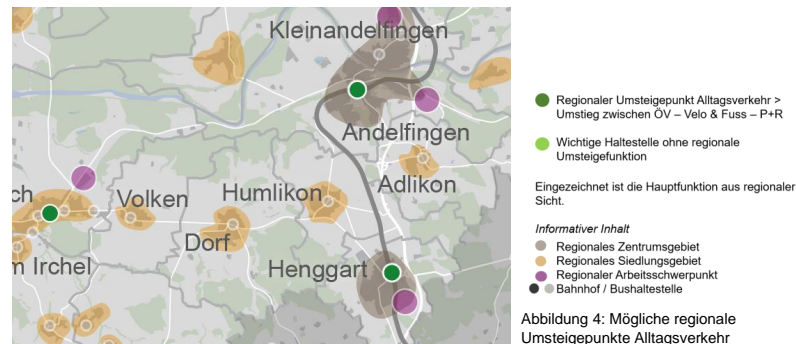 Kleinandelfingen
Andelfingen
Adlikon
Humlikon
Volken
Dorf
ch
m Irchel
Henggart
Regionaler Umsteigepunkt Alltagsverkehr >
Umstieg zwischen ÖV – Velo & Fuss – P+R
Wichtige Haltestelle ohne regionale
Umsteigefunktion
Eingezeichnet ist die Hauptfunktion aus regionaler
Sicht.
Informativer Inhalt
Regionales Zentrumsgebiet
Regionales Siedlungsgebiet
Regionaler Arbeitsschwerpunkt
Bahnhof / Bushaltestelle
Abbildung 4: Mögliche regionale
Umsteigepunkte Alltagsverkehr